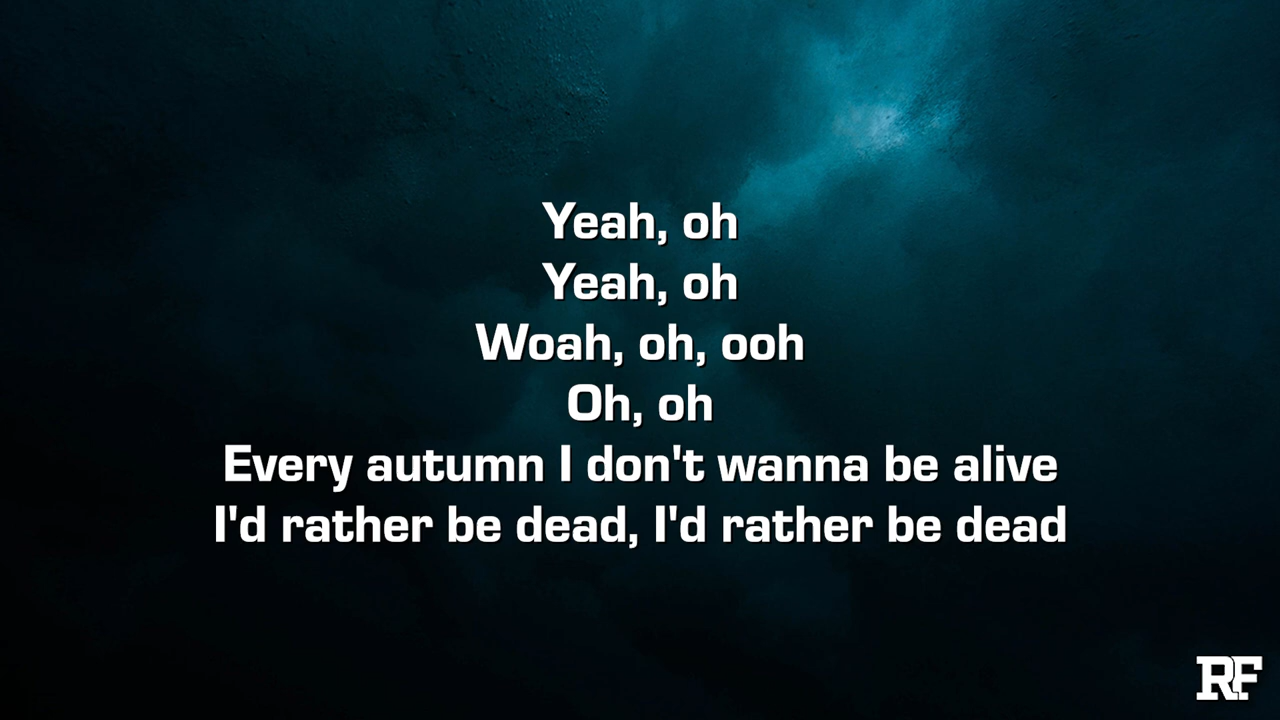 Yeah, oh
Yeah, oh
Woah, oh, ooh
Oh, oh
Every autumn I don't wanna be alive
I'd rather be dead, I'd rather be dead
RF